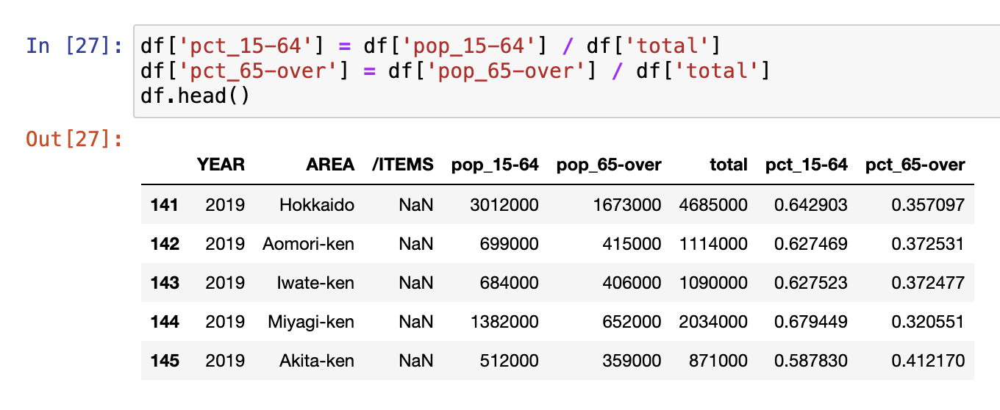 In [27]: df['pct_15-64'] = df['pop_15-64'] / df['total']
df['pct_65-over'] = df['pop_65-over'] / df['total']
df.head()
Out[27]:
YEAR AREA /ITEMS pop_15-64 pop_65-over total pct_15-64 pct_65-over
141 2019 Hokkaido NaN 3012000 1673000 4685000 0.642903 0.357097
142 2019 Aomori-ken NaN 699000 415000 1114000 0.627469 0.372531
143 2019 Iwate-ken NaN 684000 406000 1090000 0.627523 0.372477
144 2019 Miyagi-ken NaN 1382000 652000 2034000 0.679449 0.320551
145 2019 Akita-ken NaN 512000 359000 871000 0.587830 0.412170